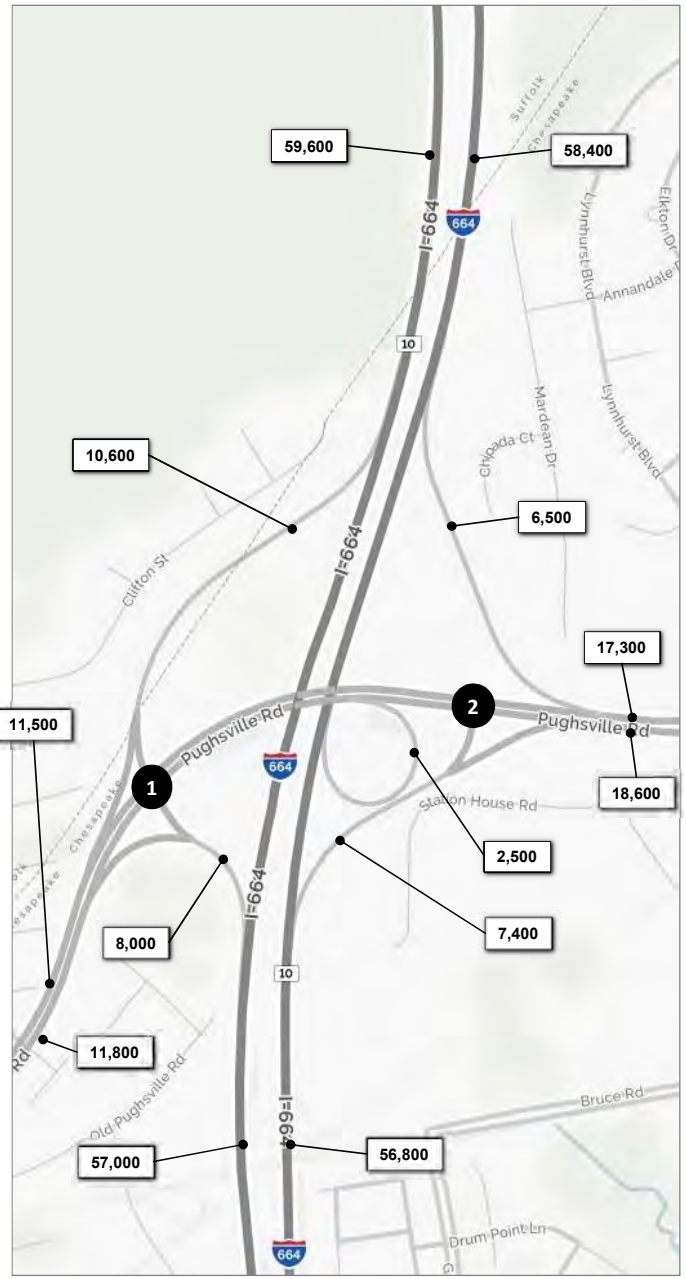 Suffolk
Chesapeake
59,600
58,400
I-664
664
Lynnhurst Blvd
Elkton Dr
Annandale
10
Mardean Dr
Lynnhurst Blvd
Chipada Ct
10,600
6,500
I-664
Clifton St
17,300
11,500
2
Pughsville Rd
Pughsville Rd
664
1
18,600
Station House Rd
Chesapeake
2,500
I-664
7,400
8,000
10
11,800
Rd
Old Pughsville Rd
Bruce Rd
I-664
57,000
56,800
Drum Point Ln
664
G